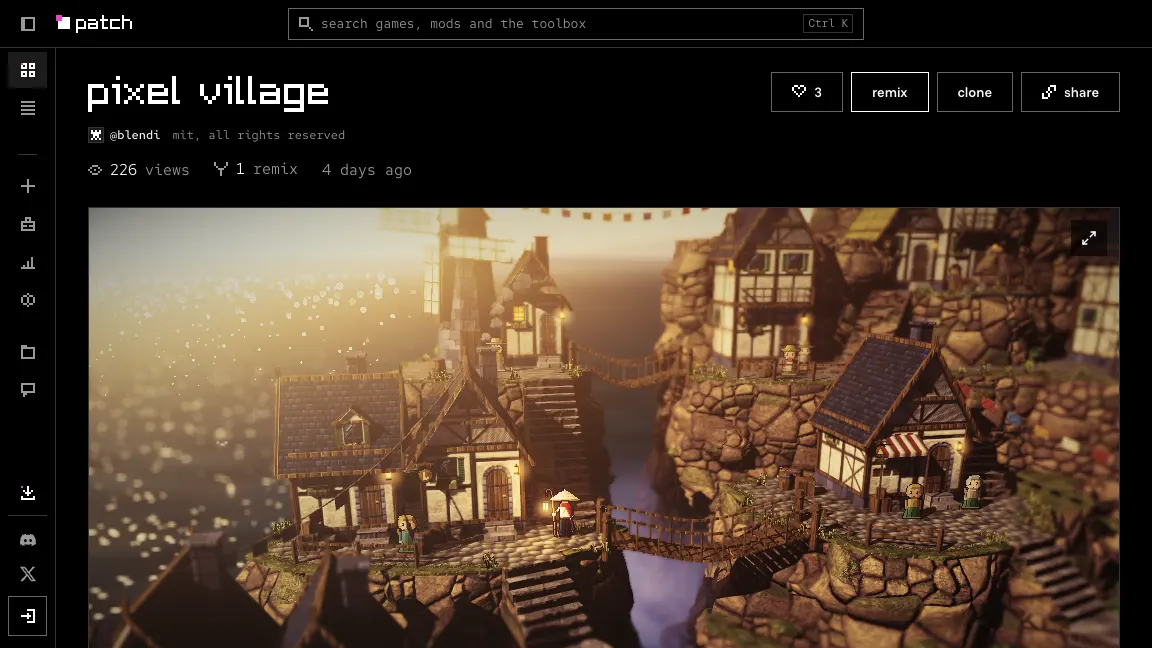 patch
search games, mods and the toolbox
Ctrl K
pixel village
3
remix
clone
share
@blendi mit, all rights reserved
226 views 1 remix 4 days ago